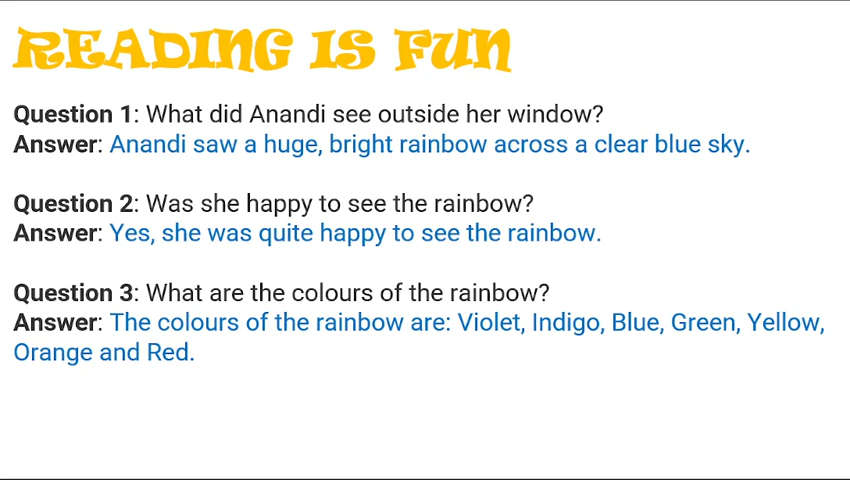 READING IS FUN
Question 1: What did Anandi see outside her window?
Answer: Anandi saw a huge, bright rainbow across a clear blue sky.
Question 2: Was she happy to see the rainbow?
Answer: Yes, she was quite happy to see the rainbow.
Question 3: What are the colours of the rainbow?
Answer: The colours of the rainbow are: Violet, Indigo, Blue, Green, Yellow,
Orange and Red.